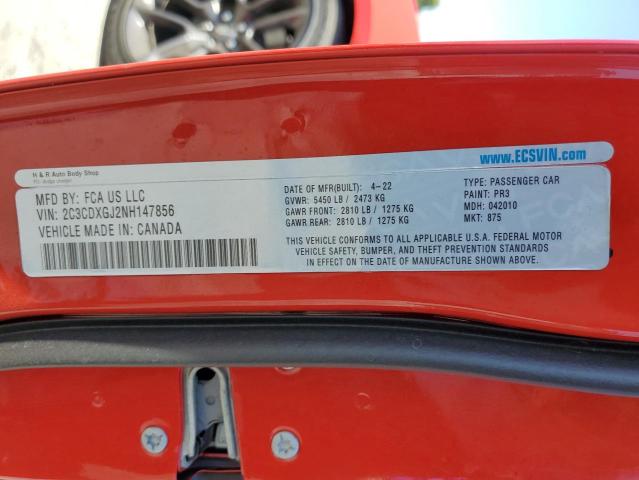 www.ECSVIN.com
H & R Auto Body Shop
MFD BY: FCA US LLC
VIN: 2C3CDXGJ2NH147856
VEHICLE MADE IN: CANADA
DATE OF MFR(BUILT): 4-22
GVWR: 5450 LB / 2473 KG
GAWR FRONT: 2810 LB / 1275 KG
GAWR REAR: 2810 LB / 1275 KG
TYPE: PASSENGER CAR
PAINT: PR3
MDH: 042010
MKT: 875
THIS VEHICLE CONFORMS TO ALL APPLICABLE U.S.A. FEDERAL MOTOR
VEHICLE SAFETY, BUMPER, AND THEFT PREVENTION STANDARDS
IN EFFECT ON THE DATE OF MANUFACTURE SHOWN ABOVE.